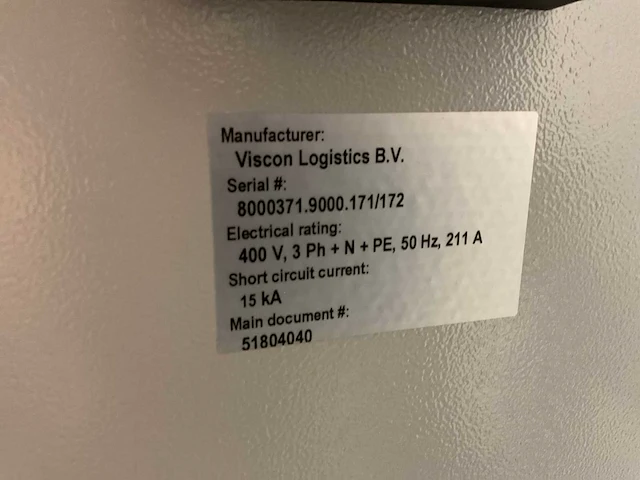 Manufacturer:
Viscon Logistics B.V.
Serial #:
8000371.9000.171/172
Electrical rating:
400 V, 3 Ph + N + PE, 50 Hz, 211 A
Short circuit current:
15 kA
Main document #:
51804040